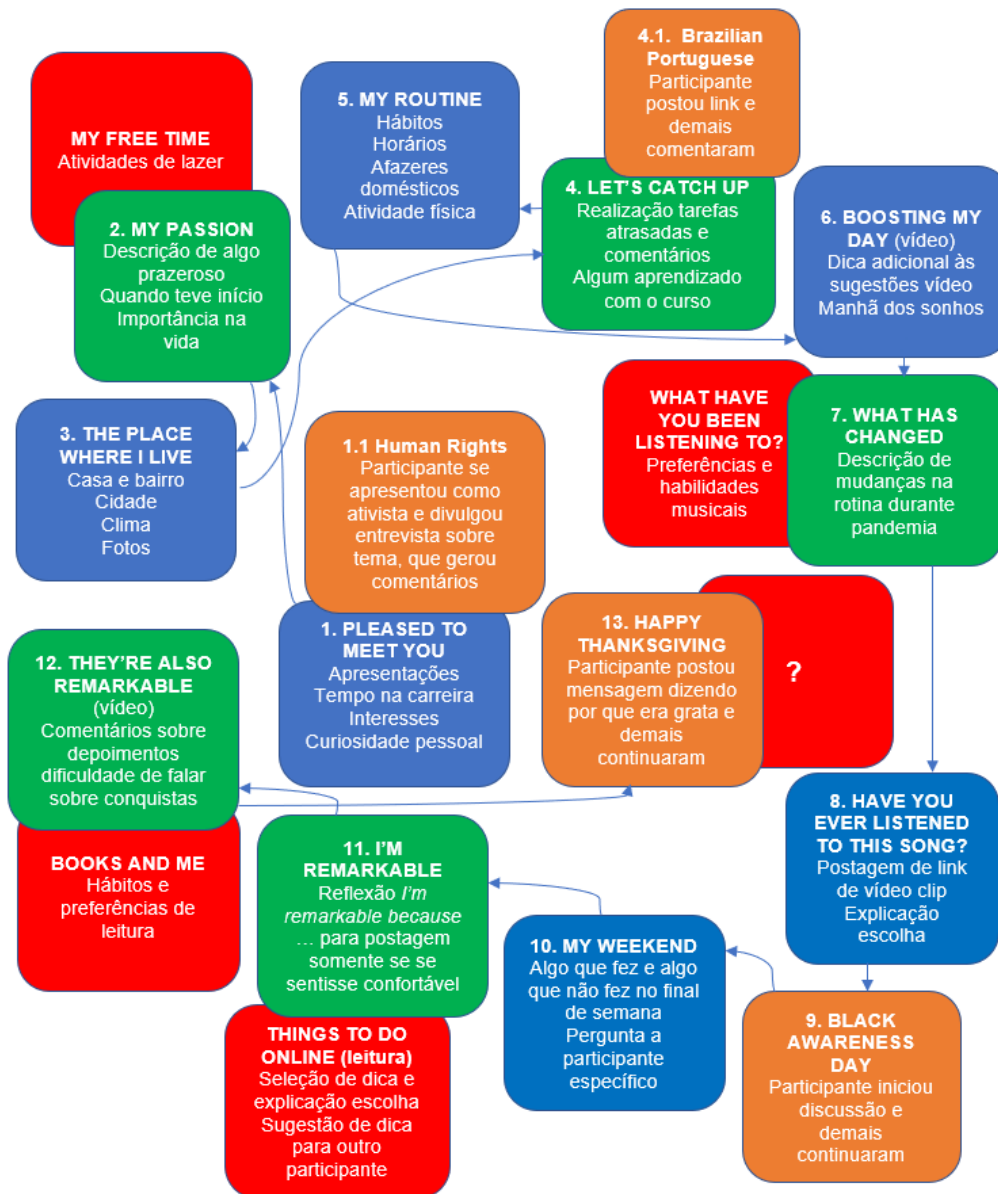 4.1. Brazilian
Portuguese
Participante
postou link e
demais
comentaram
MY FREE TIME
Atividades de lazer
5. MY ROUTINE
Hábitos
Horários
Afazeres
domésticos
Atividade física
4. LET'S CATCH UP
Realização tarefas
atrasadas e
comentários
Algum aprendizado
com o curso
2. MY PASSION
Descrição de algo
prazeroso
Quando teve início
Importância na
vida
6. BOOSTING MY
DAY (vídeo)
Dica adicional às
sugestões vídeo
Manhã dos sonhos
3. THE PLACE
WHERE I LIVE
Casa e bairro
Cidade
Clima
Fotos
WHAT HAVE
YOU BEEN
LISTENING TO?
Preferências e
habilidades
musicais
7. WHAT HAS
CHANGED
Descrição de
mudanças na
rotina durante
pandemia
1.1 Human Rights
Participante se
apresentou como
ativista e divulgou
entrevista sobre
tema, que gerou
comentários
1. PLEASED TO
MEET YOU
Apresentações
Tempo na carreira
Interesses
Curiosidade pessoal
13. HAPPY
THANKSGIVING
Participante postou
mensagem dizendo
por que era grata e
demais
continuaram
?
12. THEY'RE ALSO
REMARKABLE
(vídeo)
Comentários sobre
depoimentos
dificuldade de falar
sobre conquistas
BOOKS AND ME
Hábitos e
preferências de
leitura
11. I'M
REMARKABLE
Reflexão I'm
remarkable because
… para postagem
somente se se
sentisse confortável
THINGS TO DO
ONLINE (leitura)
Seleção de dica e
explicação escolha
Sugestão de dica
para outro
participante
10. MY WEEKEND
Algo que fez e algo
que não fez no final
de semana
Pergunta a
participante
específico
8. HAVE YOU
EVER LISTENED
TO THIS SONG?
Postagem de link
de vídeo clip
Explicação
escolha
9. BLACK
AWARENESS
DAY
Participante iniciou
discussão e
demais
continuaram